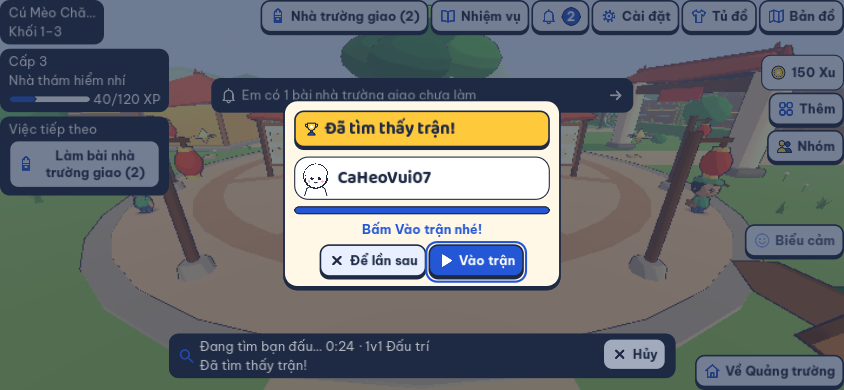 Cú Mèo Chă...
Khối 1–3
Nhà trường giao (2)
Nhiệm vụ
2
Cài đặt
Tủ đồ
Bản đồ
Cấp 3
Nhà thám hiểm nhí
40/120 XP
Em có 1 bài nhà trường giao chưa làm
150 Xu
Thêm
Nhóm
Việc tiếp theo
Làm bài nhà
trường giao (2)
Đã tìm thấy trận!
CaHeoVui07
Bấm Vào trận nhé!
Để lần sau
Vào trận
Biểu cảm
Đang tìm bạn đấu... 0:24 · 1v1 Đấu trí
Đã tìm thấy trận!
Hủy
Về Quảng trường